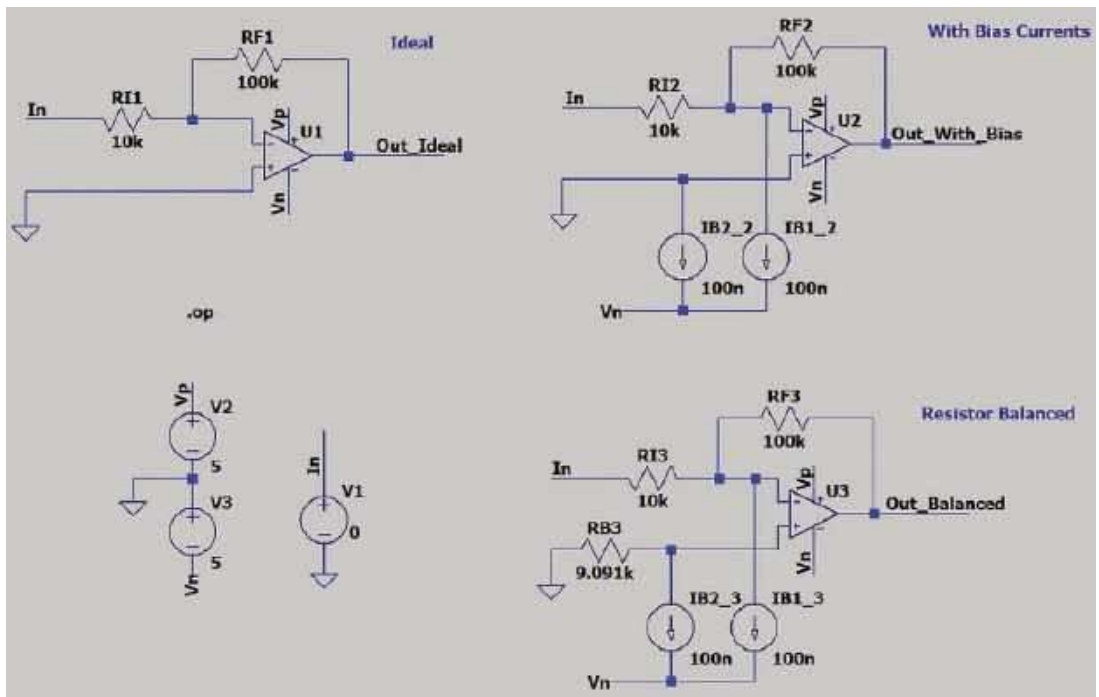 Ideal
RF1
100k
In
RI1
10k
Vp
U1
Out_Ideal
Vn
With Bias Currents
RF2
100k
In
RI2
10k
Vp
U2
Out_With_Bias
Vn
IB2_2
100n
IB1_2
100n
Vn
.op
Vp
V2
5
V3
5
Vn
In
V1
0
Resistor Balanced
RF3
100k
In
RI3
10k
Vp
U3
Out_Balanced
Vn
RB3
9.091k
IB2_3
100n
IB1_3
100n
Vn